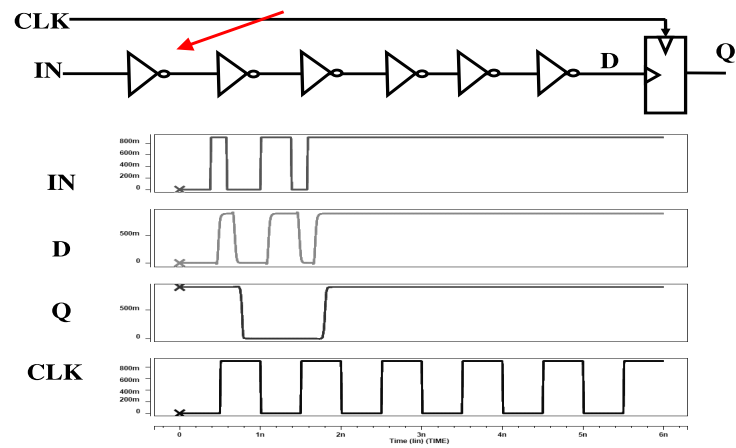 CLK
IN
D
Q
IN
800m
600m
400m
200m
0
D
500m
0
Q
500m
0
CLK
800m
600m
400m
200m
0
0 1n 2n 3n 4n 5n 6n
Time (lin) (TIME)